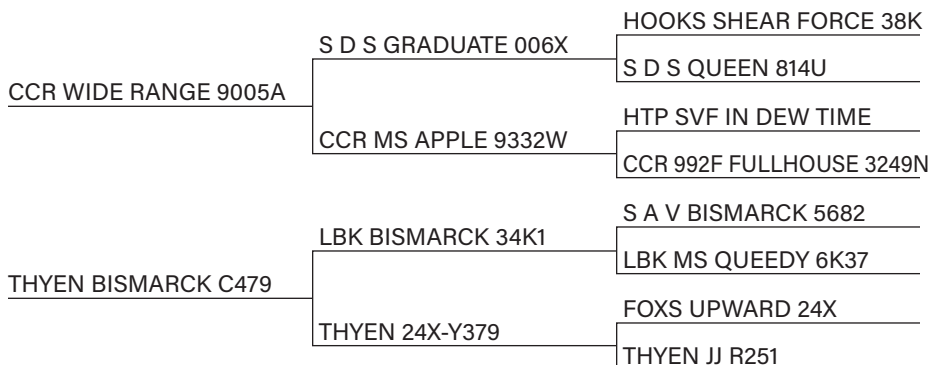 HOOKS SHEAR FORCE 38K
S D S GRADUATE 006X
S D S QUEEN 814U
CCR WIDE RANGE 9005A
HTP SVF IN DEW TIME
CCR MS APPLE 9332W
CCR 992F FULLHOUSE 3249N
S A V BISMARCK 5682
LBK BISMARCK 34K1
LBK MS QUEEDY 6K37
THYEN BISMARCK C479
FOXS UPWARD 24X
THYEN 24X-Y379
THYEN JJ R251